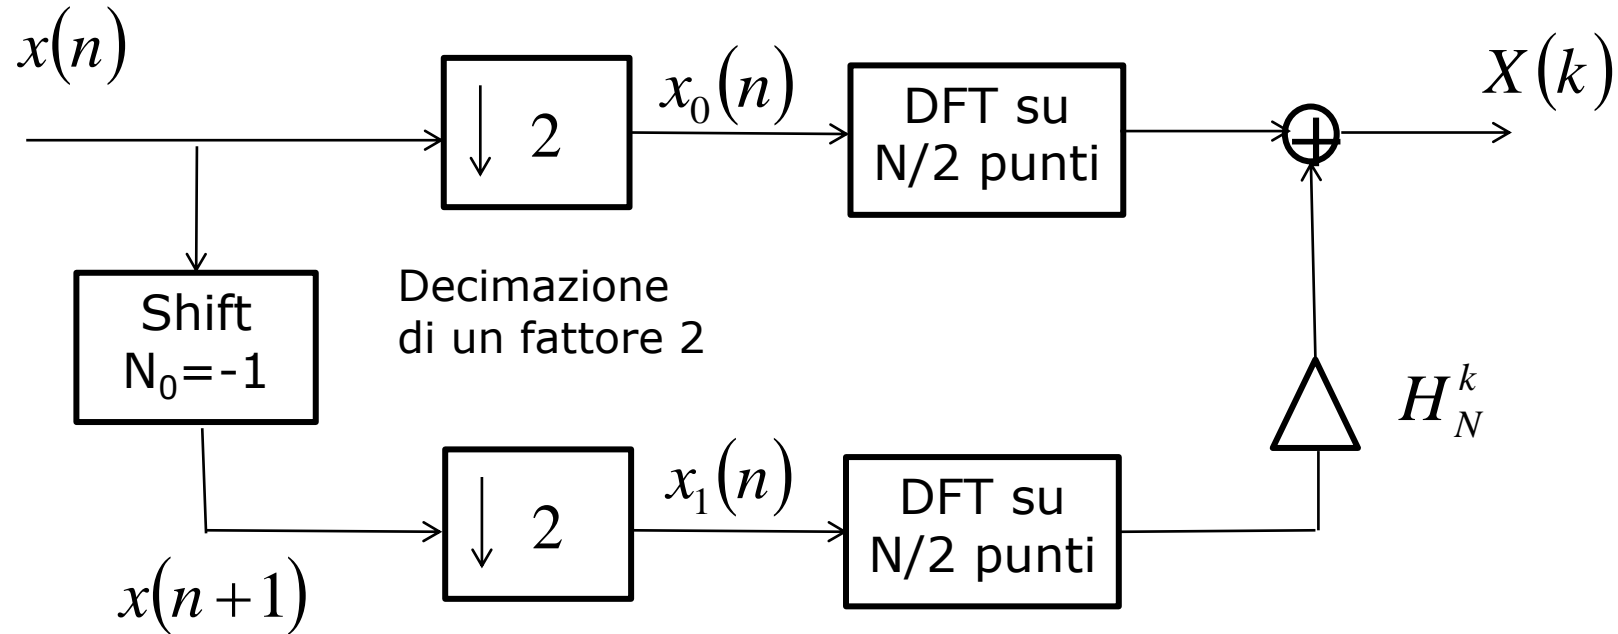 x(n)
↓ 2
x₀(n)
DFT su
N/2 punti
X(k)
Shift
N₀=-1
Decimazione
di un fattore 2
H_N^k
x(n+1)
↓ 2
x₁(n)
DFT su
N/2 punti